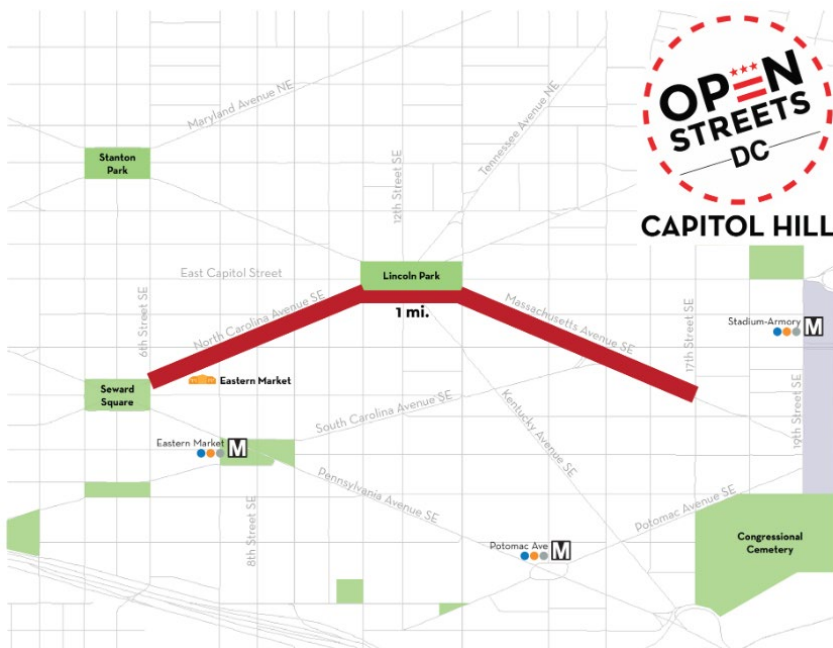 OPEN
STREETS
DC
CAPITOL HILL
Maryland Avenue NE
Tennessee Avenue NE
Stanton
Park
12th Street SE
Lincoln Park
East Capitol Street
1 mi.
6th Street SE
North Carolina Avenue SE
Massachusetts Avenue SE
17th Street SE
Stadium-Armory
M
19th Street SE
Seward
Square
Eastern Market
South Carolina Avenue SE
Kentucky Avenue SE
Eastern Market
M
Pennsylvania Avenue SE
8th Street SE
Potomac Avenue SE
Potomac Ave
M
Congressional
Cemetery